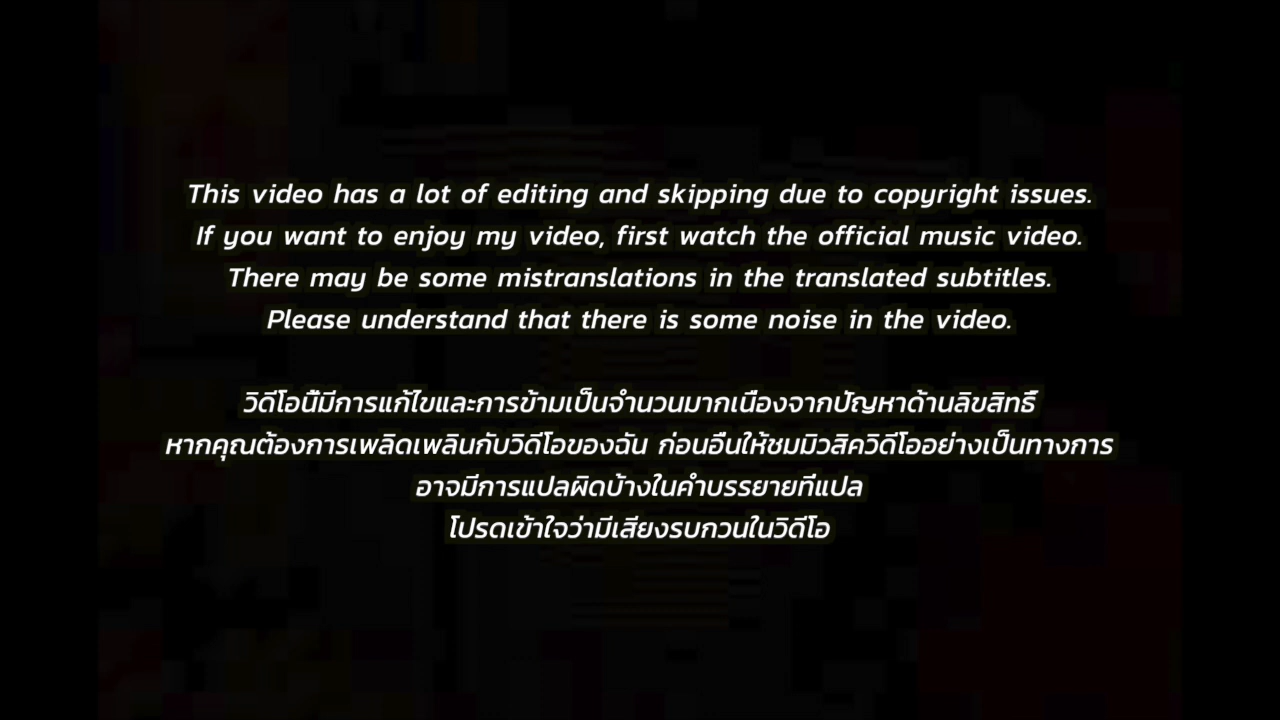 This video has a lot of editing and skipping due to copyright issues.
If you want to enjoy my video, first watch the official music video.
There may be some mistranslations in the translated subtitles.
Please understand that there is some noise in the video.
วิดีโอนี้มีการแก้ไขและการข้ามเป็นจำนวนมากเนื่องจากปัญหาด้านลิขสิทธิ์
หากคุณต้องการเพลิดเพลินกับวิดีโอของฉัน ก่อนอื่นให้ชมมิวสิควิดีโออย่างเป็นทางการ
อาจมีการแปลผิดบ้างในคำบรรยายที่แปล
โปรดเข้าใจว่ามีเสียงรบกวนในวิดีโอ